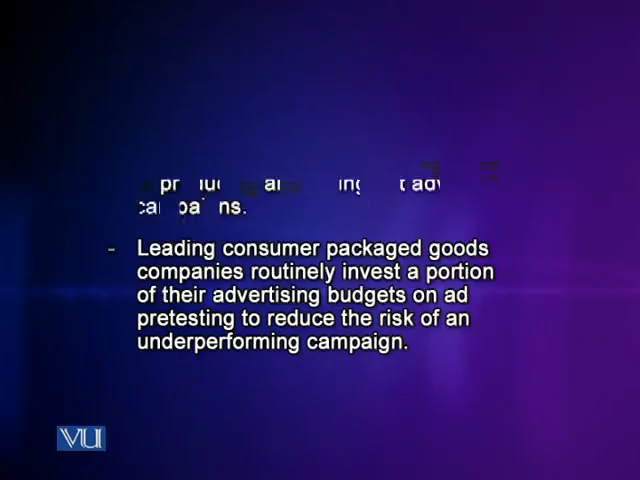 - Leading consumer packaged goods
companies routinely invest a portion
of their advertising budgets on ad
pretesting to reduce the risk of an
underperforming campaign.
VU